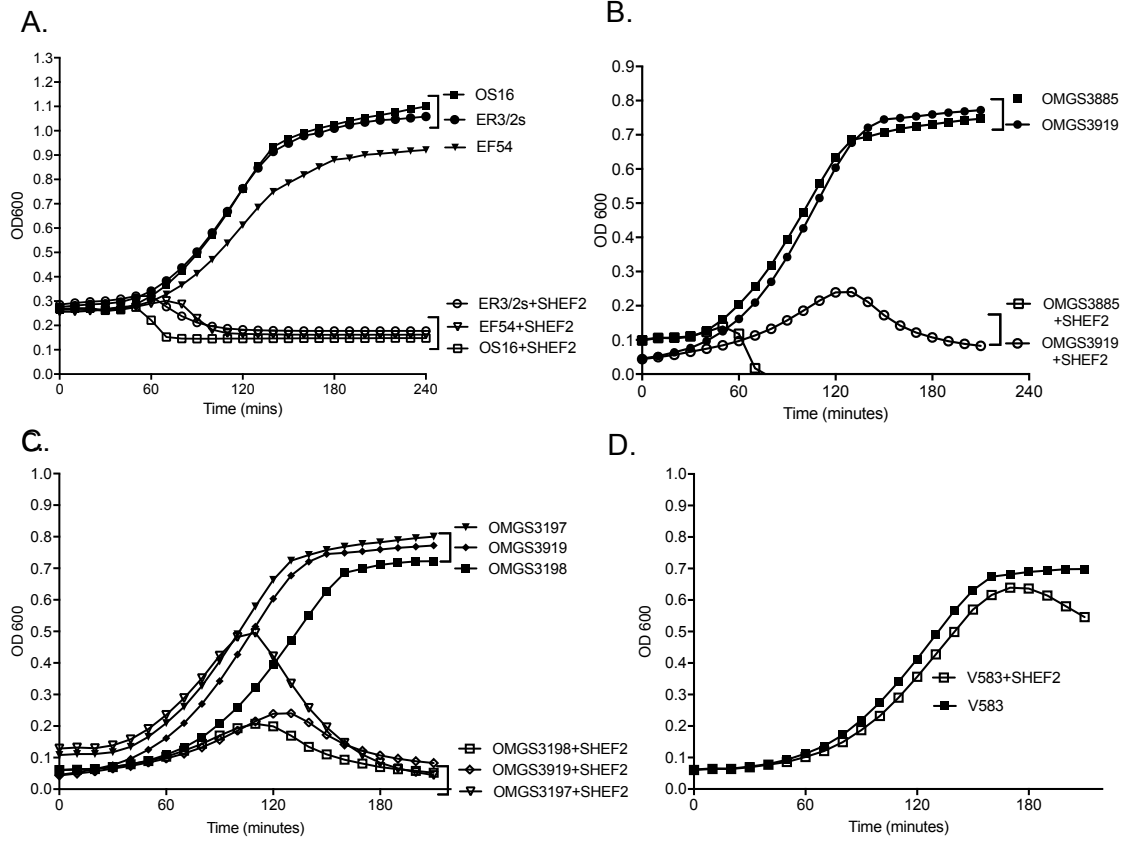 A.
1.3
1.2
1.1
1.0
0.9
0.8
0.7
0.6
0.5
0.4
0.3
0.2
0.1
0.0
OD600
0 60 120 180 240
Time (mins)
OS16
ER3/2s
EF54
ER3/2s+SHEF2
EF54+SHEF2
OS16+SHEF2
B.
0.9
0.8
0.7
0.6
0.5
0.4
0.3
0.2
0.1
0.0
OD 600
0 60 120 180 240
Time (minutes)
OMGS3885
OMGS3919
OMGS3885
+SHEF2
OMGS3919
+SHEF2
C.
1.0
0.9
0.8
0.7
0.6
0.5
0.4
0.3
0.2
0.1
0.0
OD 600
0 60 120 180
Time (minutes)
OMGS3197
OMGS3919
OMGS3198
OMGS3198+SHEF2
OMGS3919+SHEF2
OMGS3197+SHEF2
D.
1.0
0.9
0.8
0.7
0.6
0.5
0.4
0.3
0.2
0.1
0.0
OD 600
0 60 120 180
Time (minutes)
V583+SHEF2
V583